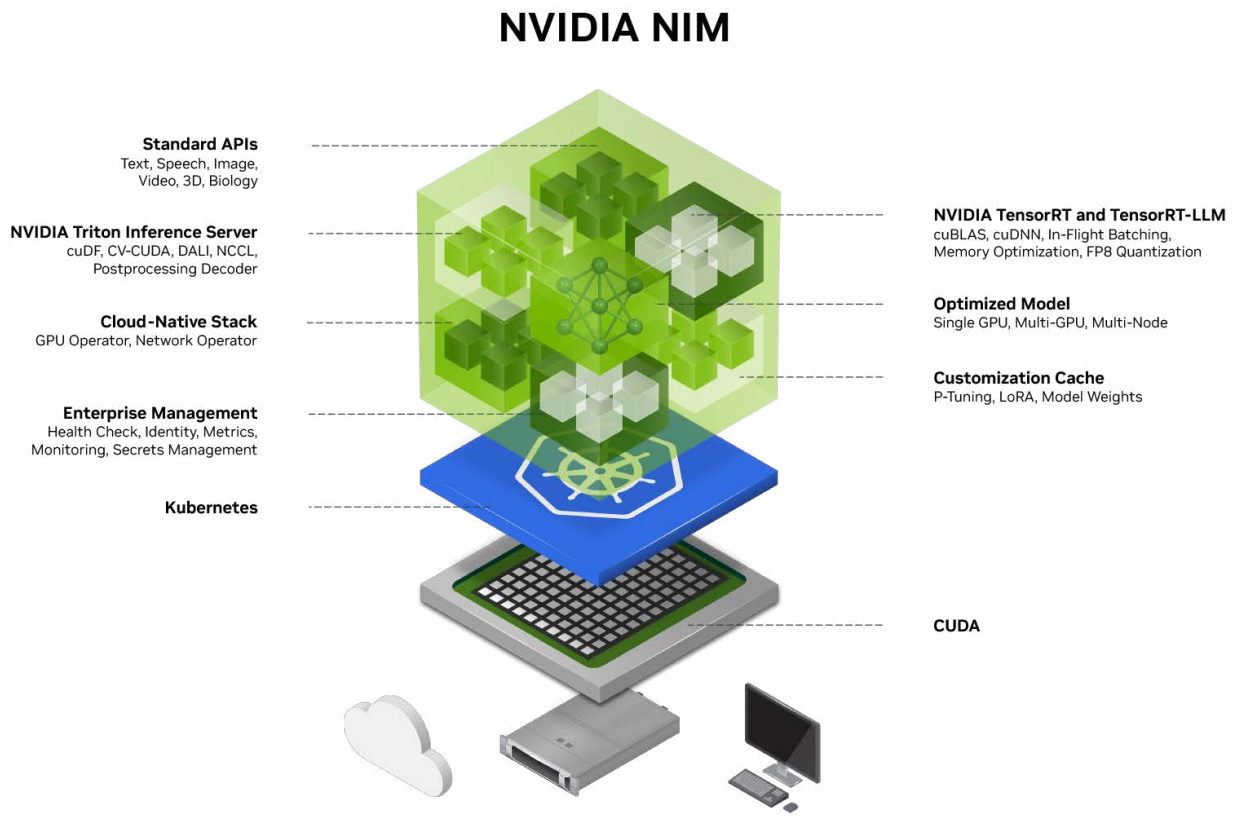 NVIDIA NIM
Standard APIs
Text, Speech, Image,
Video, 3D, Biology
NVIDIA Triton Inference Server
cuDF, CV-CUDA, DALI, NCCL,
Postprocessing Decoder
Cloud-Native Stack
GPU Operator, Network Operator
Enterprise Management
Health Check, Identity, Metrics,
Monitoring, Secrets Management
Kubernetes
NVIDIA TensorRT and TensorRT-LLM
cuBLAS, cuDNN, In-Flight Batching,
Memory Optimization, FP8 Quantization
Optimized Model
Single GPU, Multi-GPU, Multi-Node
Customization Cache
P-Tuning, LoRA, Model Weights
CUDA